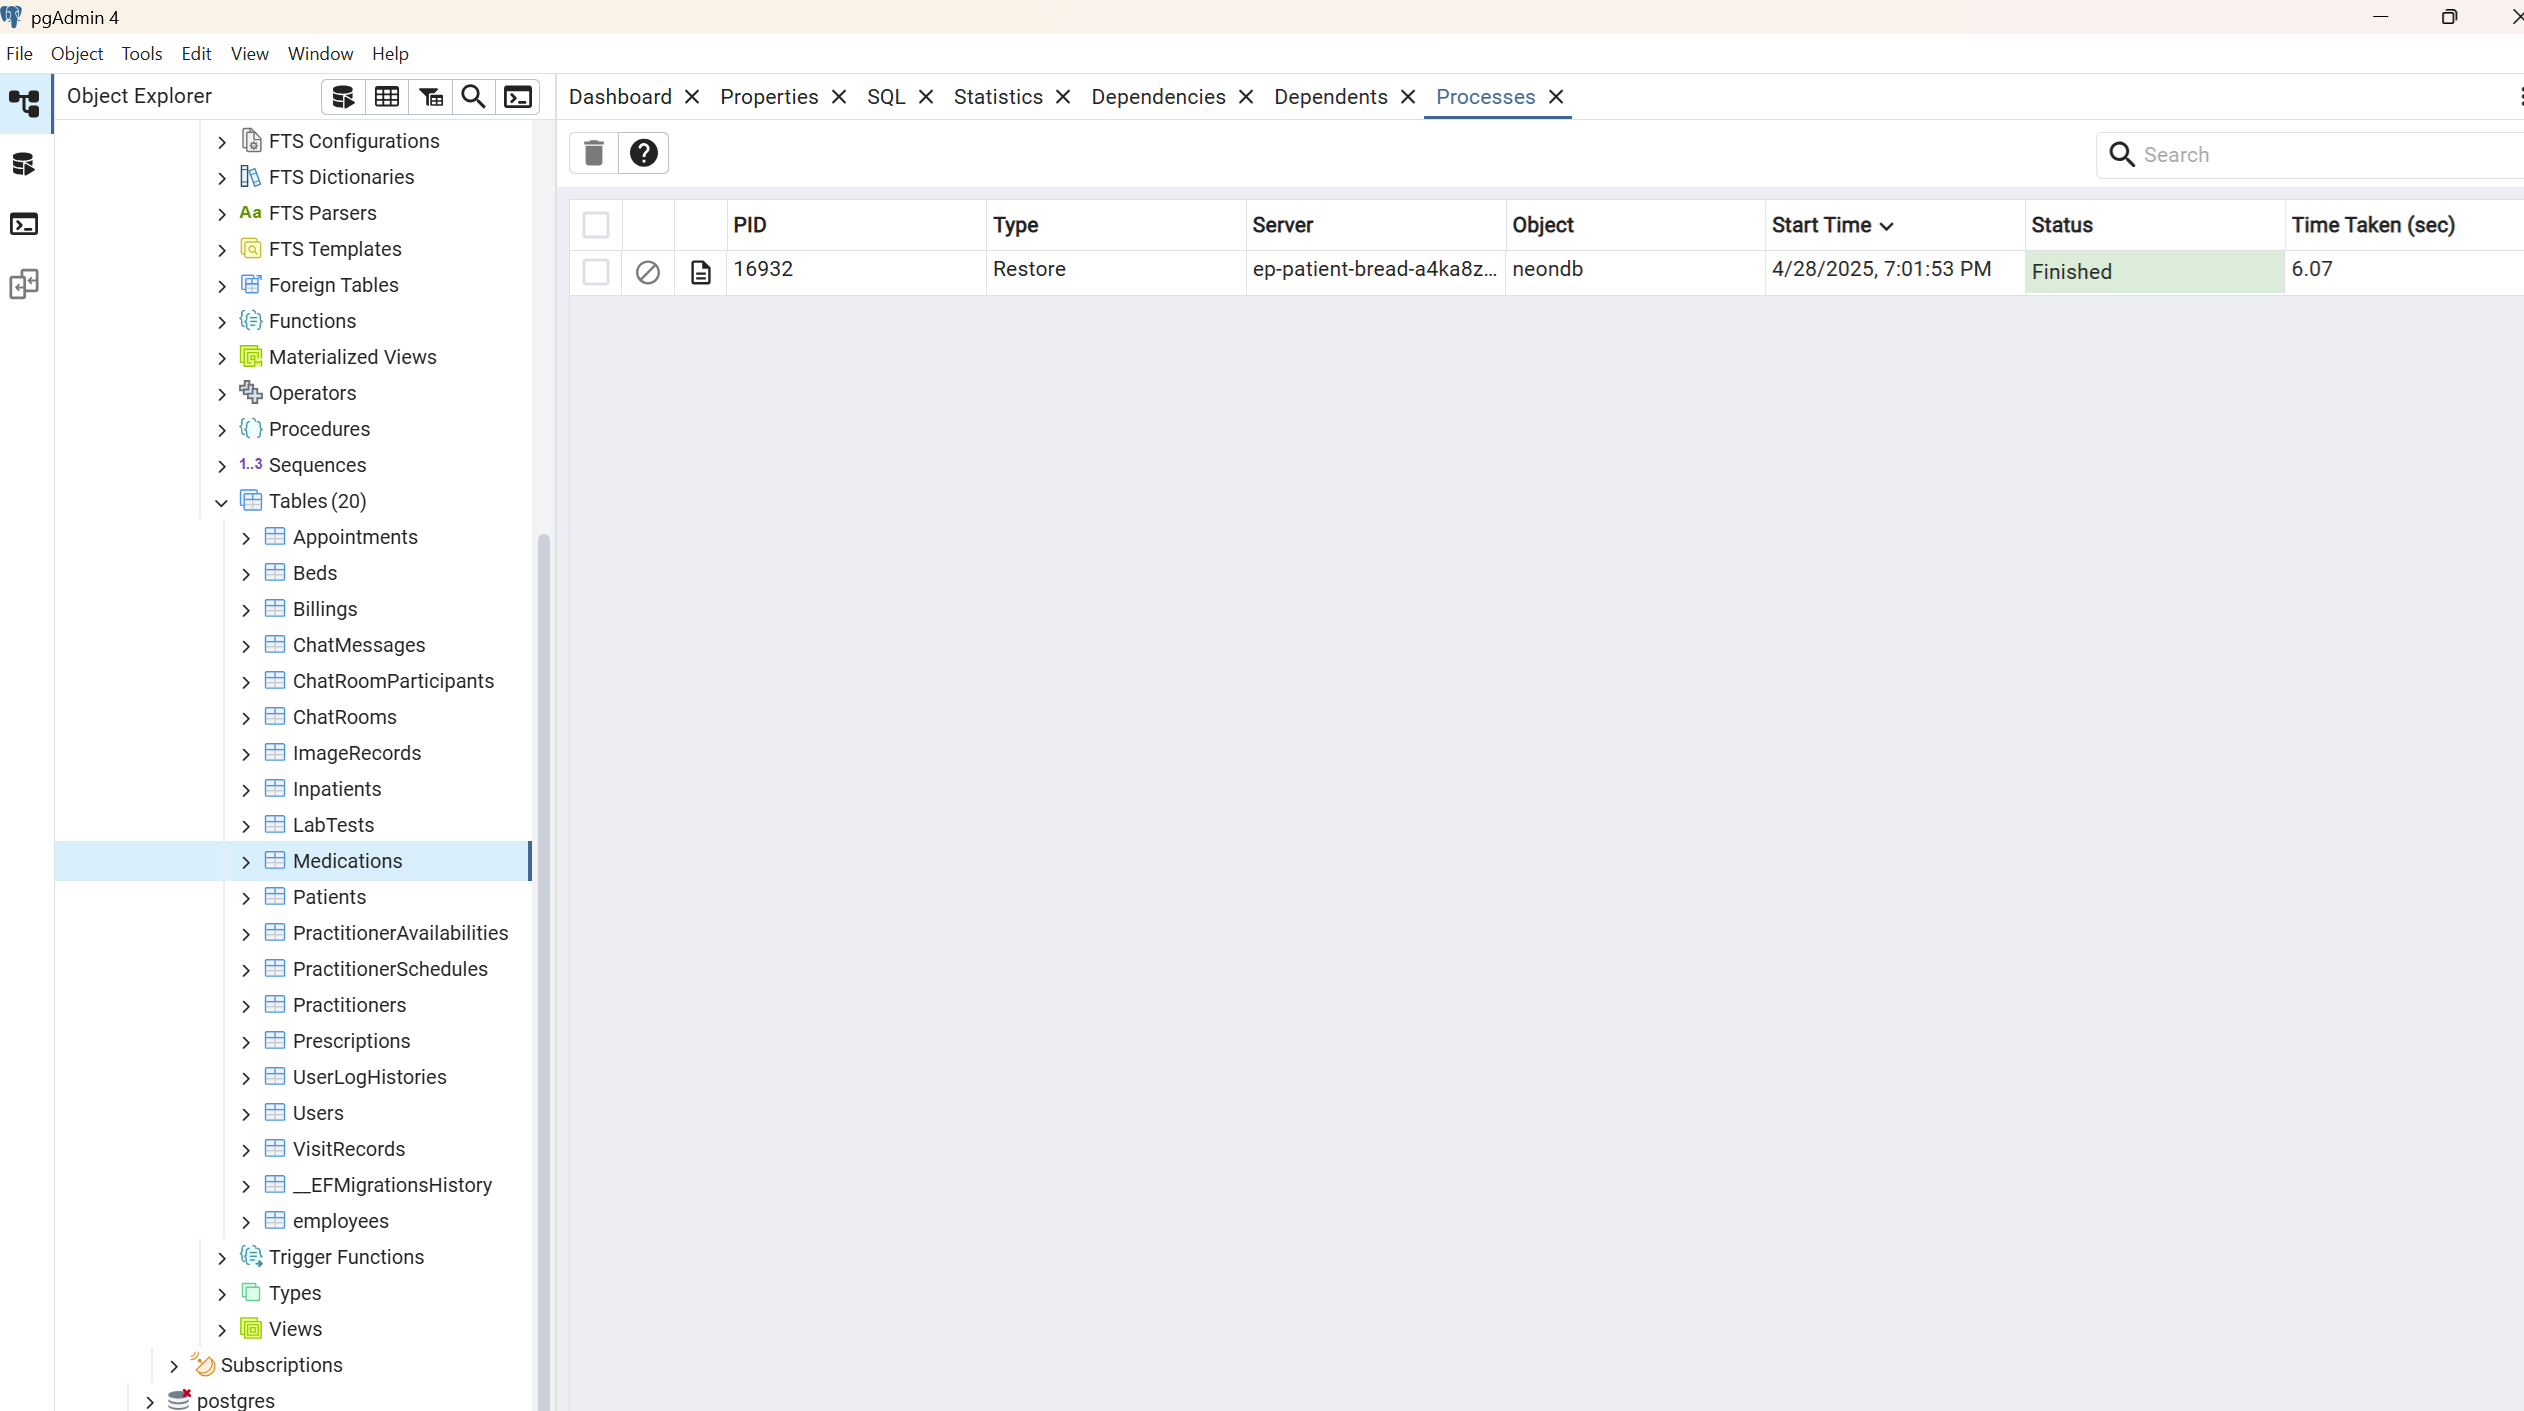 pgAdmin 4
File Object Tools Edit View Window Help
Object Explorer
Dashboard Properties SQL Statistics Dependencies Dependents Processes
Search
PID Type Server Object Start Time Status Time Taken (sec)
16932 Restore ep-patient-bread-a4ka8z... neondb 4/28/2025, 7:01:53 PM Finished 6.07
FTS Configurations
FTS Dictionaries
Aa FTS Parsers
FTS Templates
Foreign Tables
Functions
Materialized Views
Operators
Procedures
1..3 Sequences
Tables (20)
Appointments
Beds
Billings
ChatMessages
ChatRoomParticipants
ChatRooms
ImageRecords
Inpatients
LabTests
Medications
Patients
PractitionerAvailabilities
PractitionerSchedules
Practitioners
Prescriptions
UserLogHistories
Users
VisitRecords
__EFMigrationsHistory
employees
Trigger Functions
Types
Views
Subscriptions
postgres